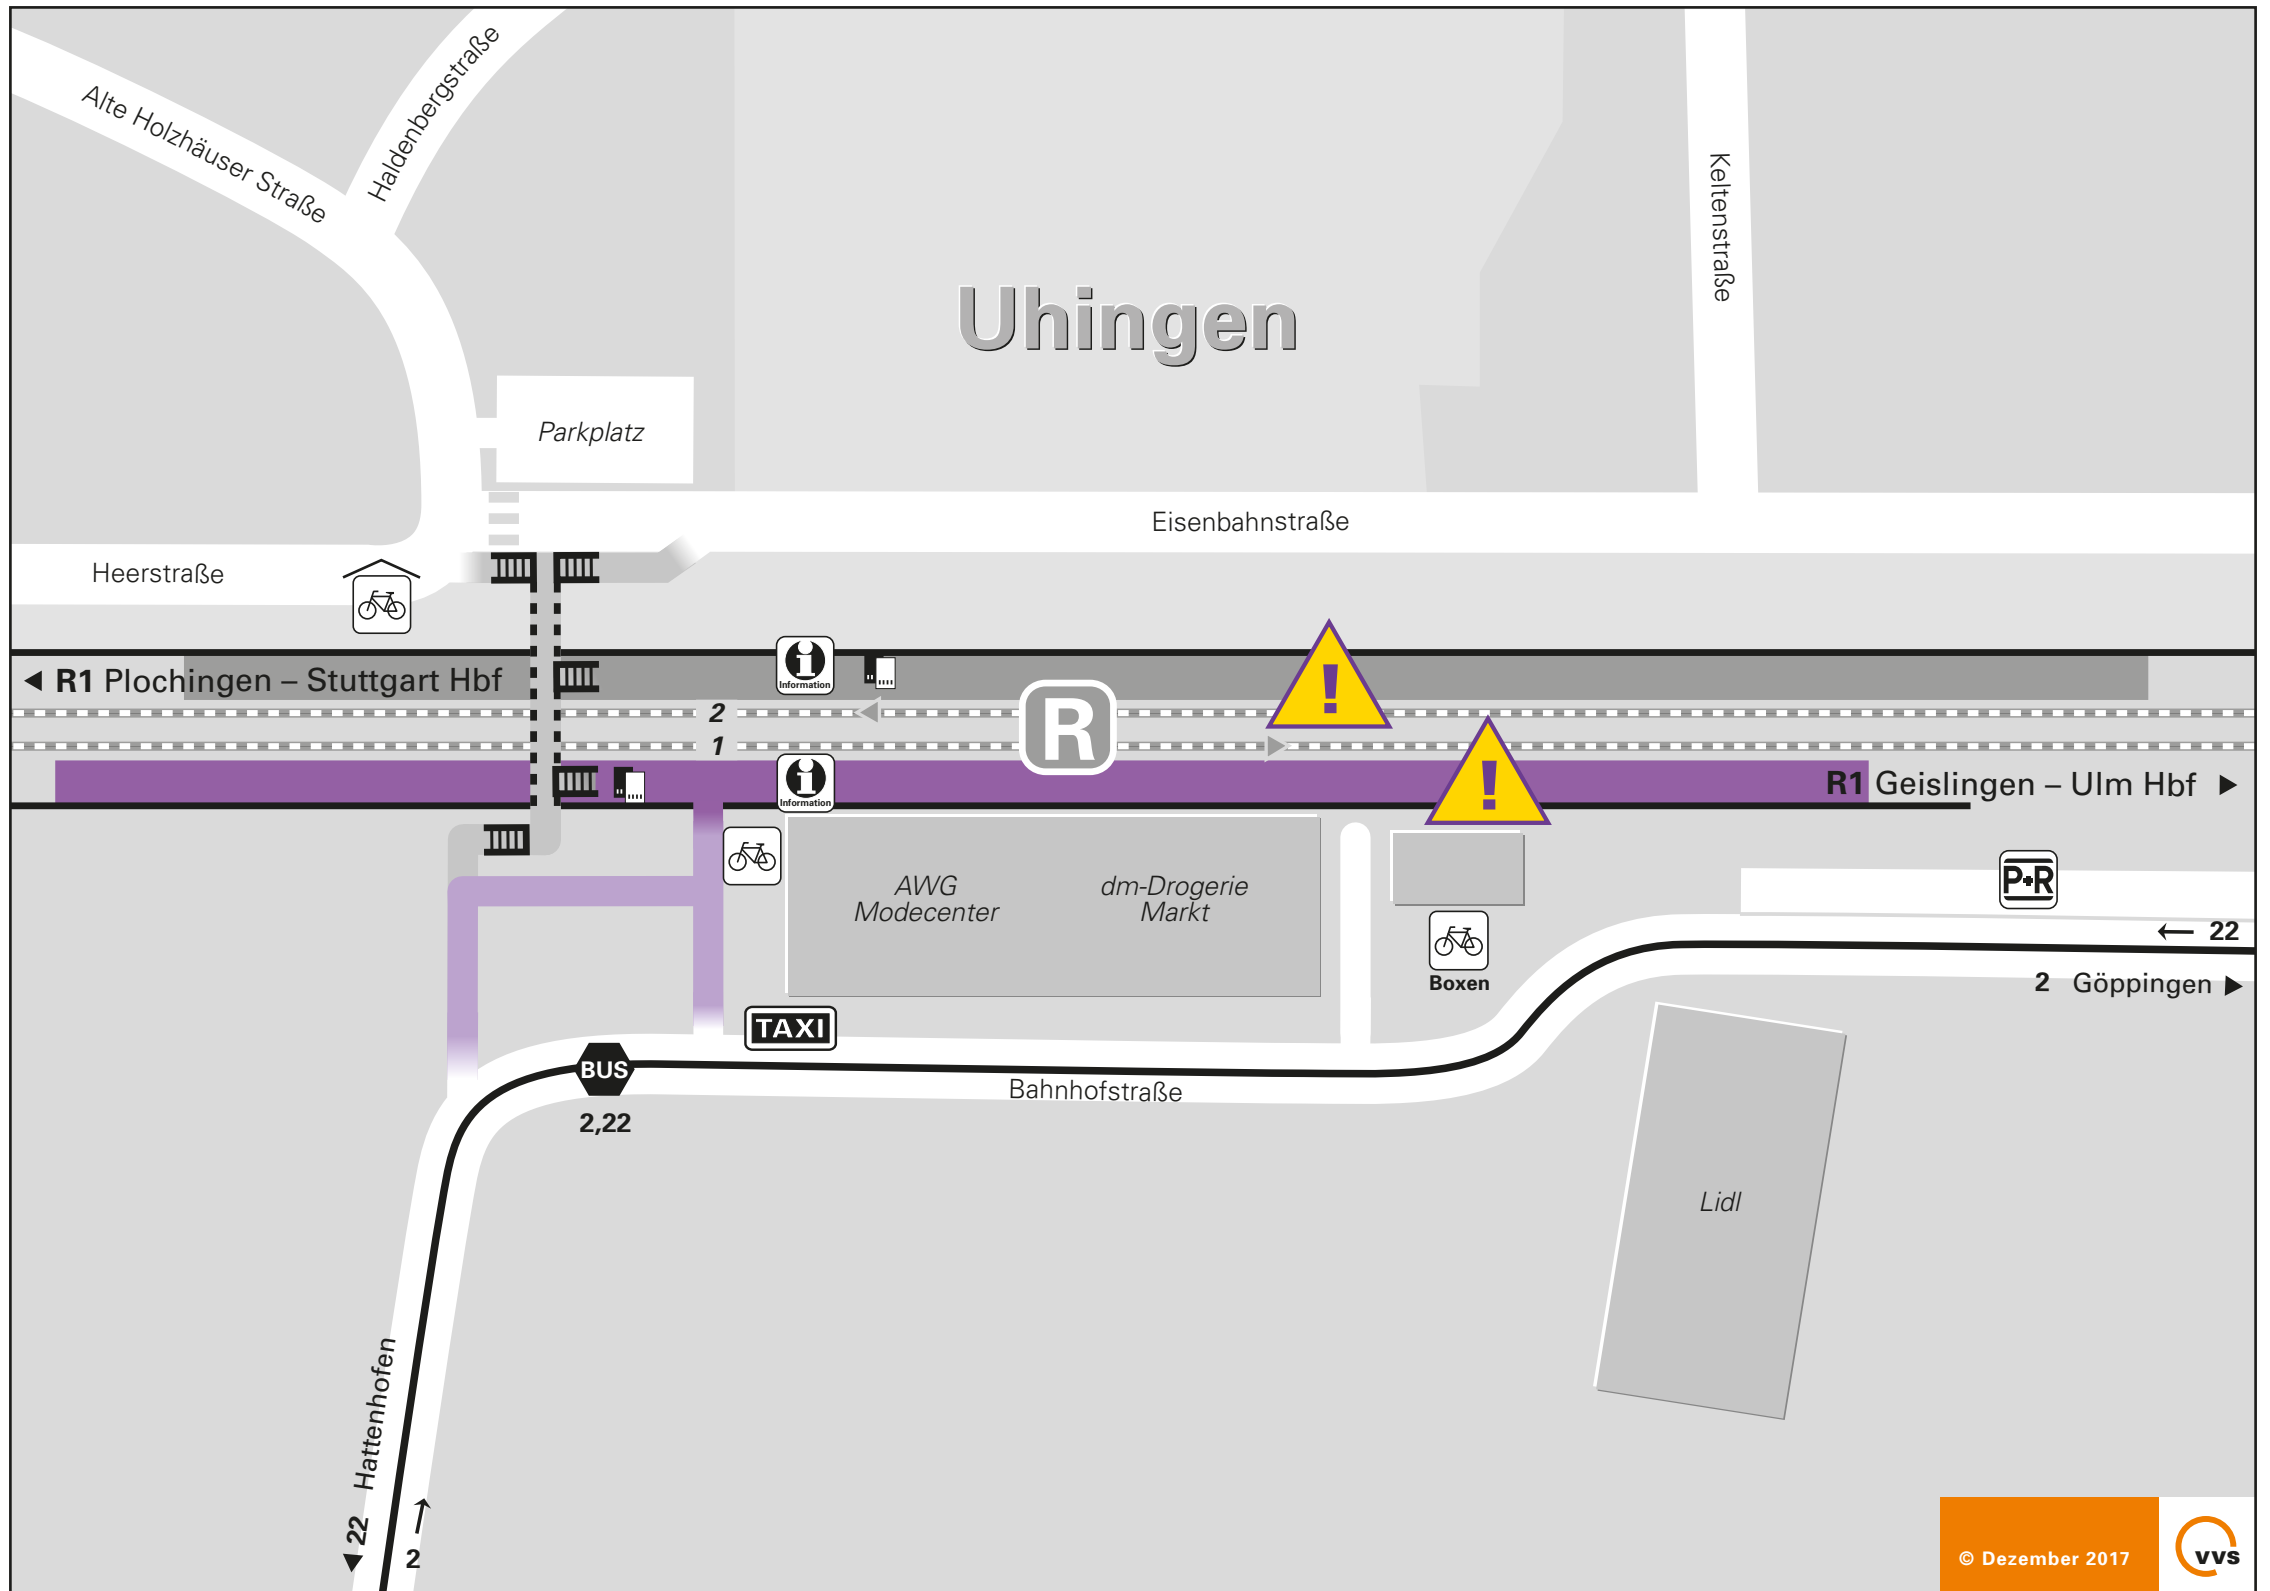 Haldenbergstraße
Alte Holzhäuser Straße
Keltenstraße
Uhingen
Parkplatz
Eisenbahnstraße
Heerstraße
R1 Plochingen – Stuttgart Hbf
Information
2
R
!
1
Information
!
R1 Geislingen – Ulm Hbf
AWG
Modecenter
dm-Drogerie
Markt
P+R
22
Boxen
2 Göppingen
TAXI
BUS
Bahnhofstraße
2,22
Lidl
Hattenhofen
22
2
© Dezember 2017
vvs